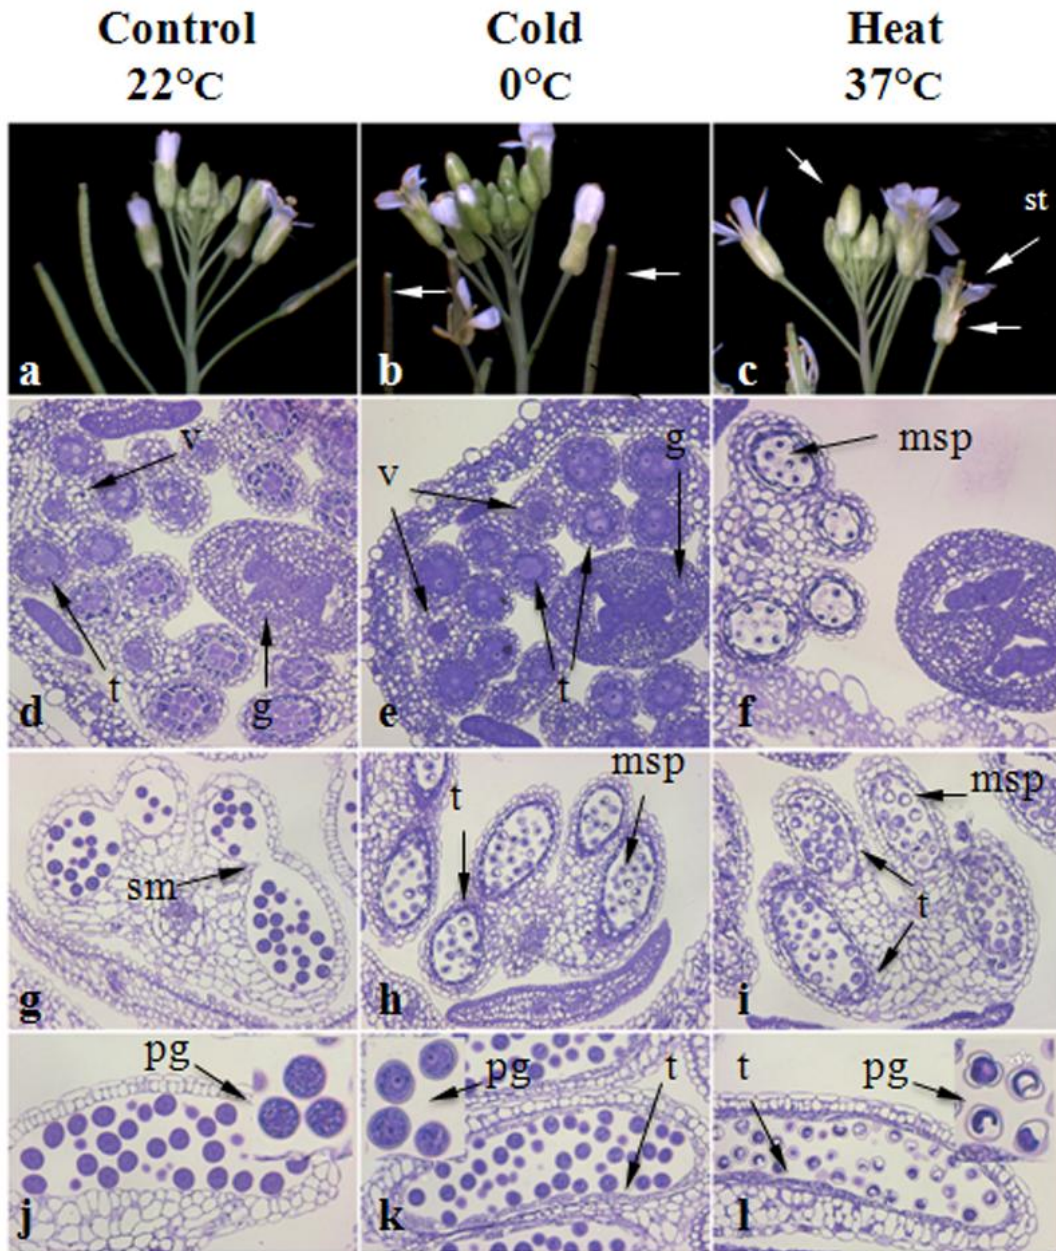 Control Cold Heat
22°C 0°C 37°C
st
a b c
v g msp
v
t g t
d e f
msp msp
t
sm t
g h i
pg pg t t pg
j k l